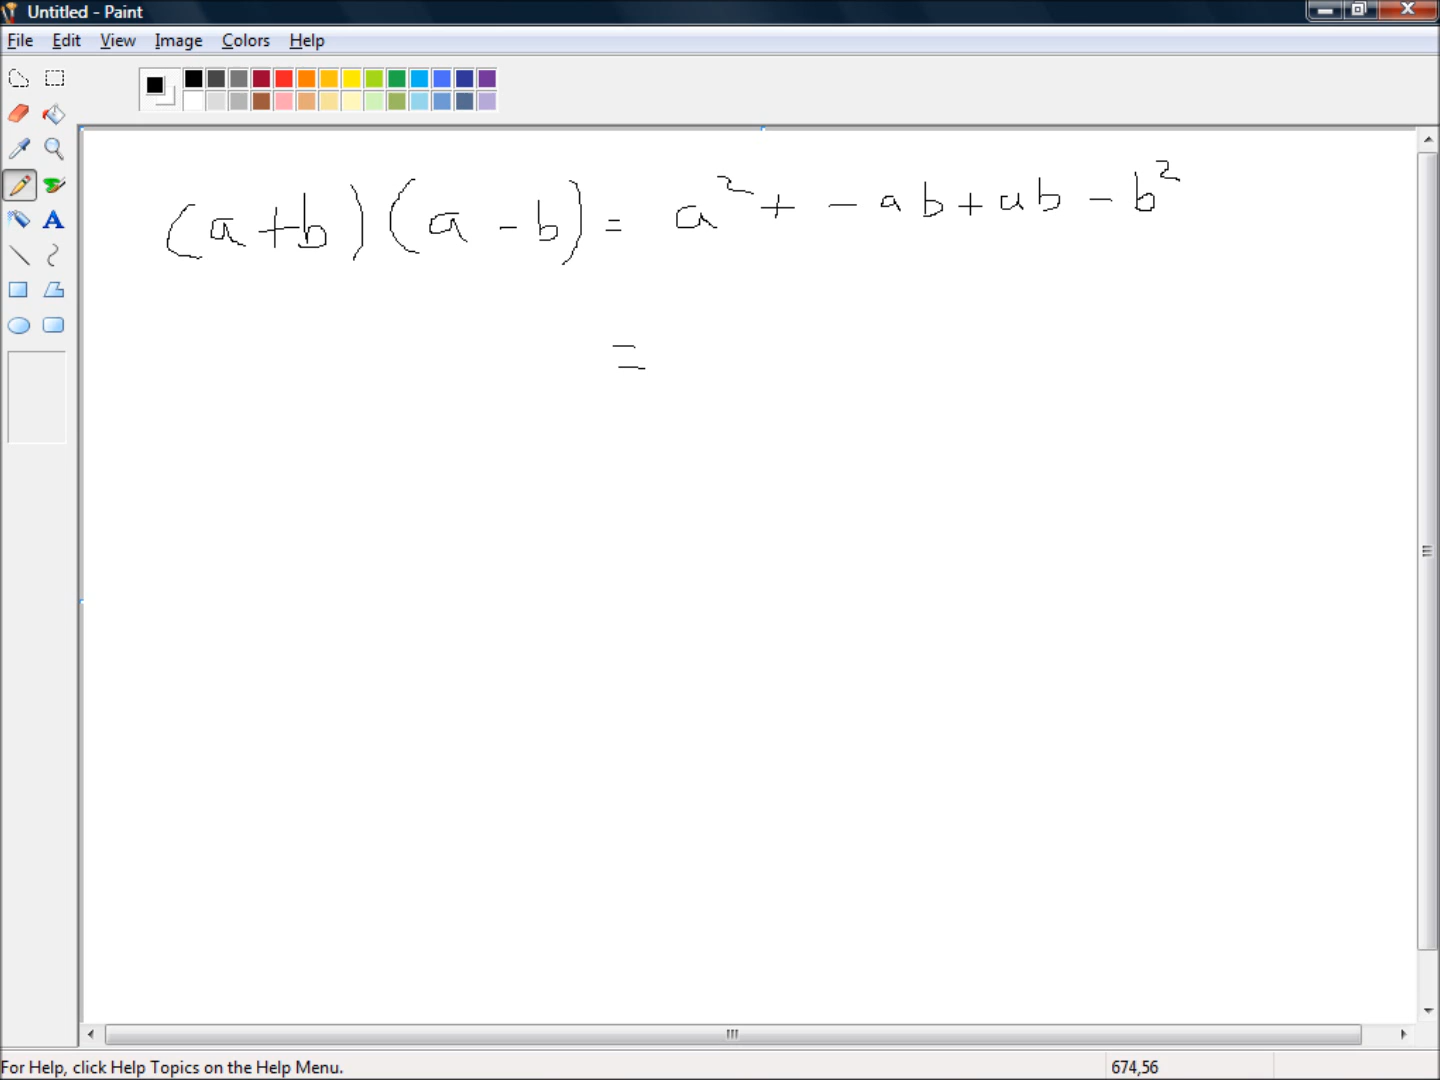 Untitled - Paint
File Edit View Image Colors Help
(a+b)(a-b)= a²+ -ab+ab-b²
=
For Help, click Help Topics on the Help Menu.
674,56